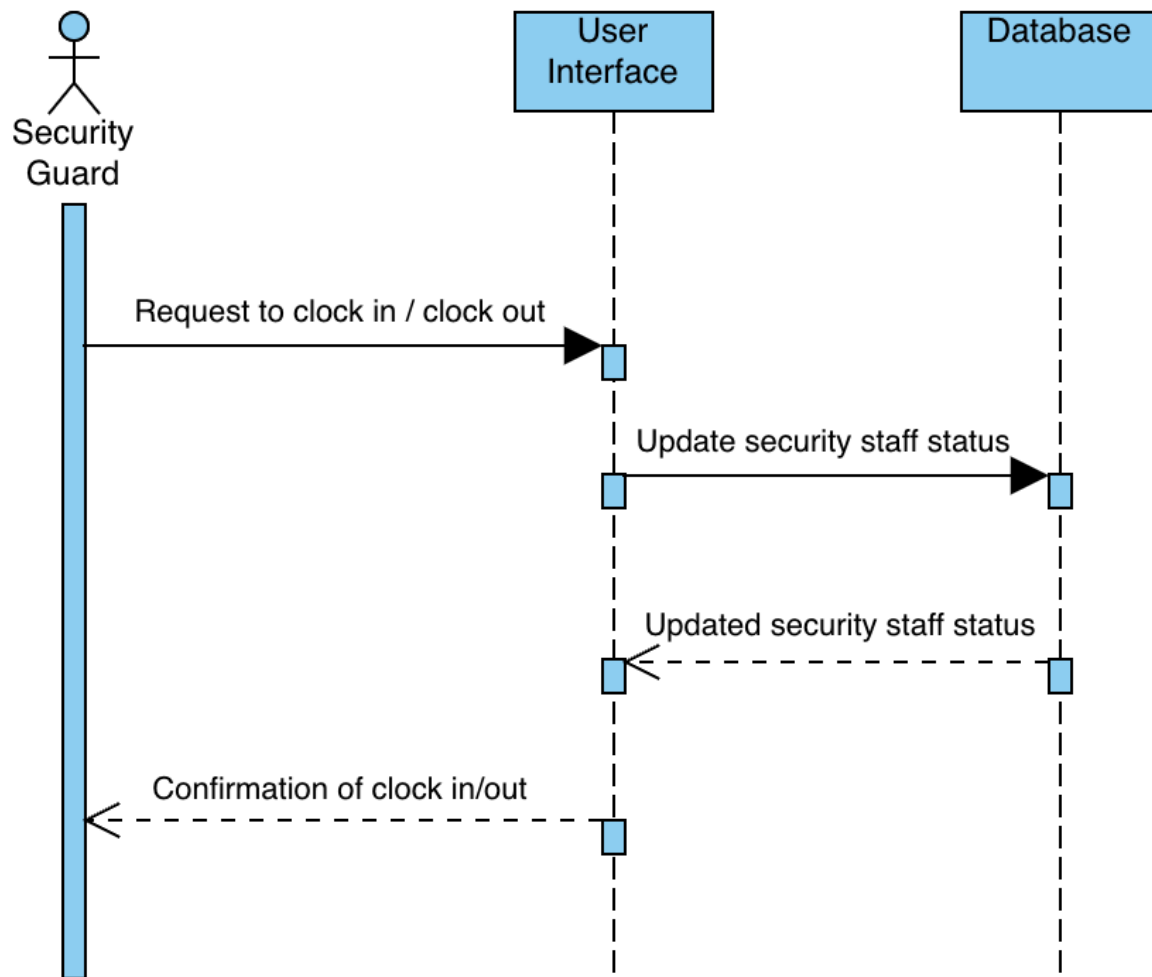 User
Interface
Database
Security
Guard
Request to clock in / clock out
Update security staff status
Updated security staff status
Confirmation of clock in/out